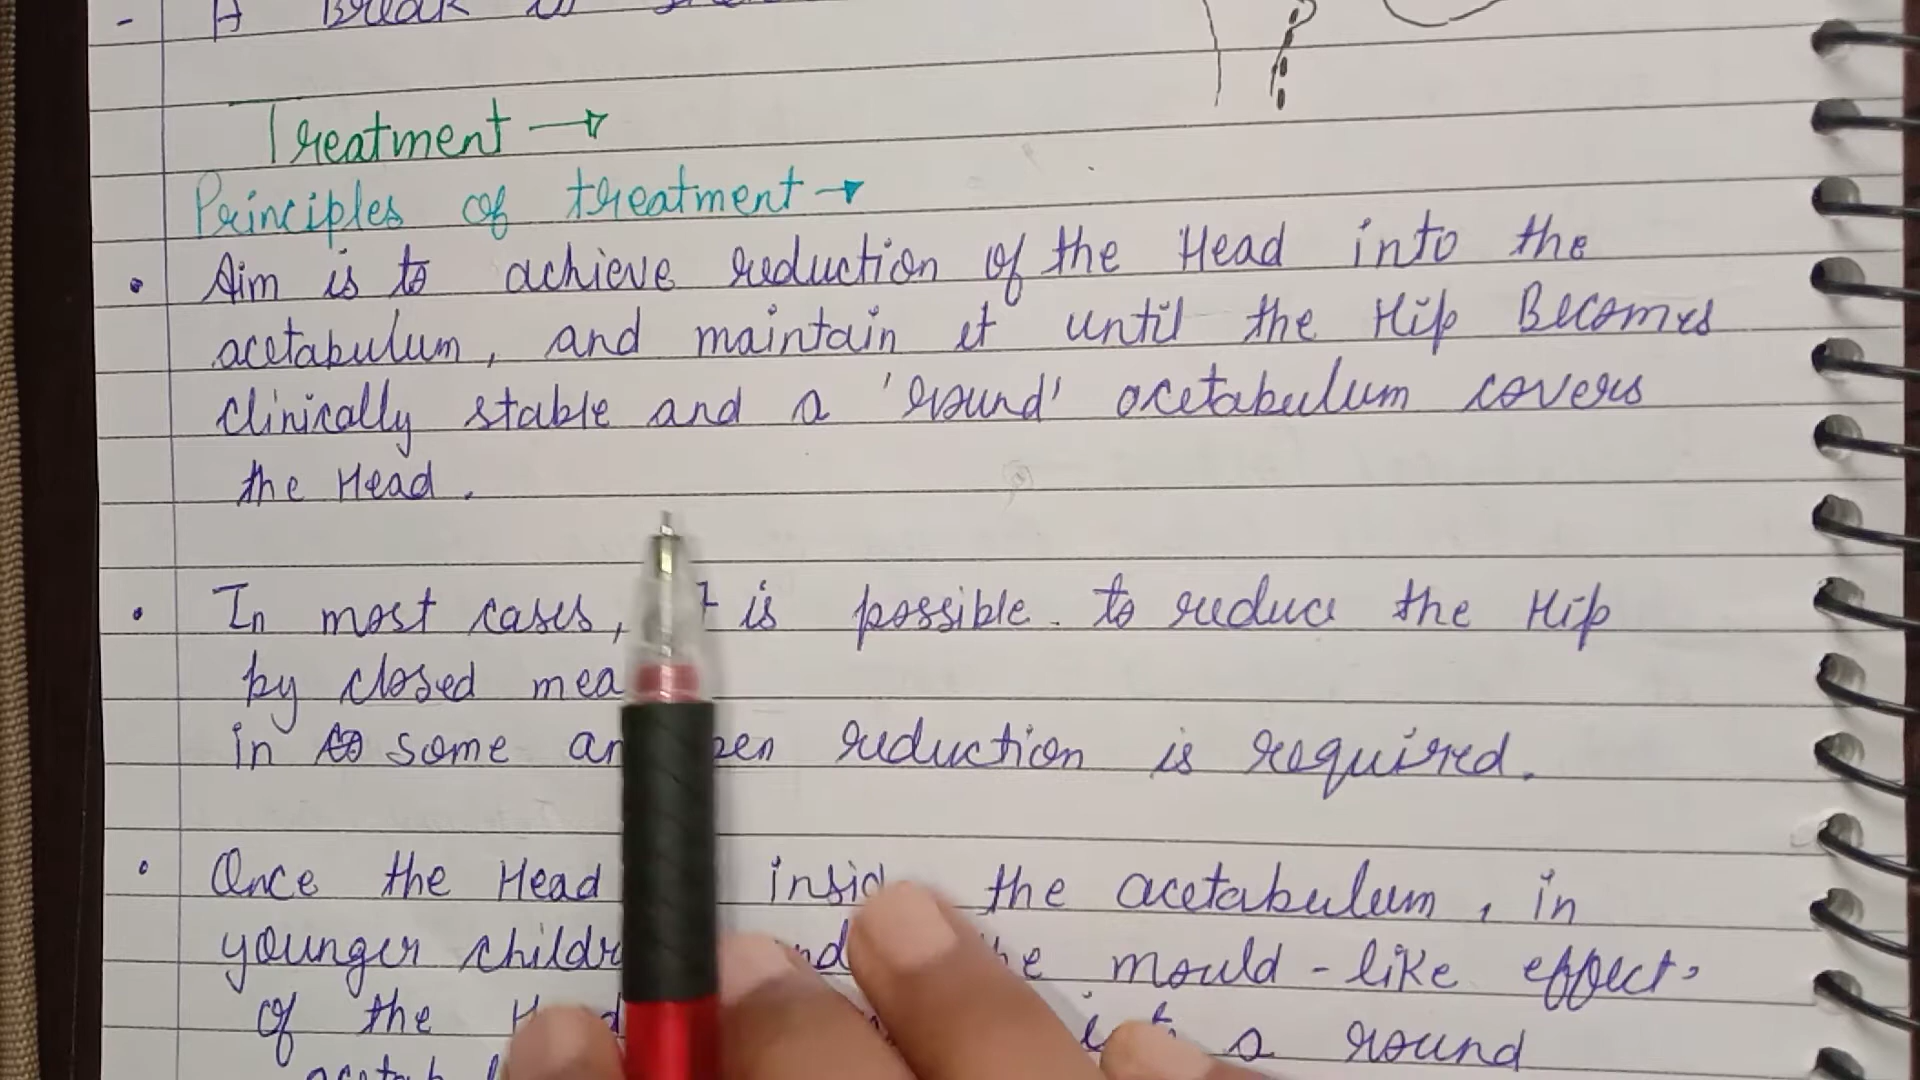 - A Break in
Treatment →
Principles of treatment →
• Aim is to achieve reduction of the Head into the
acetabulum, and maintain it until the Hip Becomes
clinically stable and a 'round' acetabulum covers
the Head.
• In most cases, is possible. to reduce the Hip
by closed
in some reduction is required.
• Once the Head the acetabulum, in
younger mould-like effect
of the a round